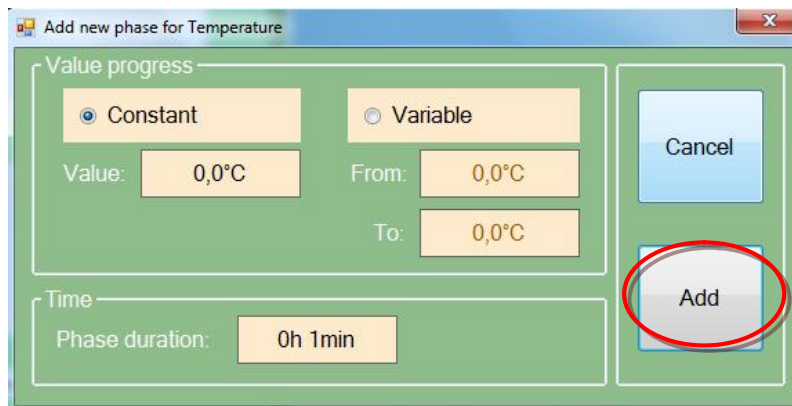 Add new phase for Temperature
Value progress
Constant
Variable
Value: 0,0°C
From: 0,0°C
To: 0,0°C
Time
Phase duration: 0h 1min
Cancel
Add